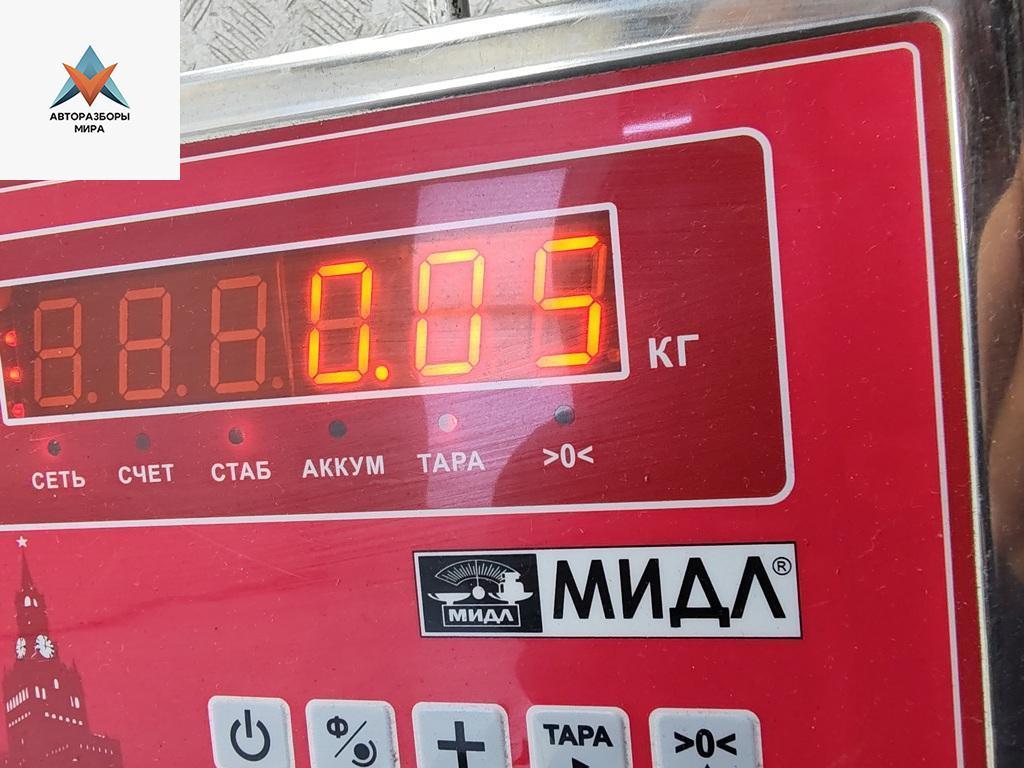 АВТОРАЗБОРЫ
МИРА
0.05
КГ
СЕТЬ СЧЕТ СТАБ АККУМ ТАРА >0<
МИДЛ МИДЛ®
Ф/ + ТАРА >0<